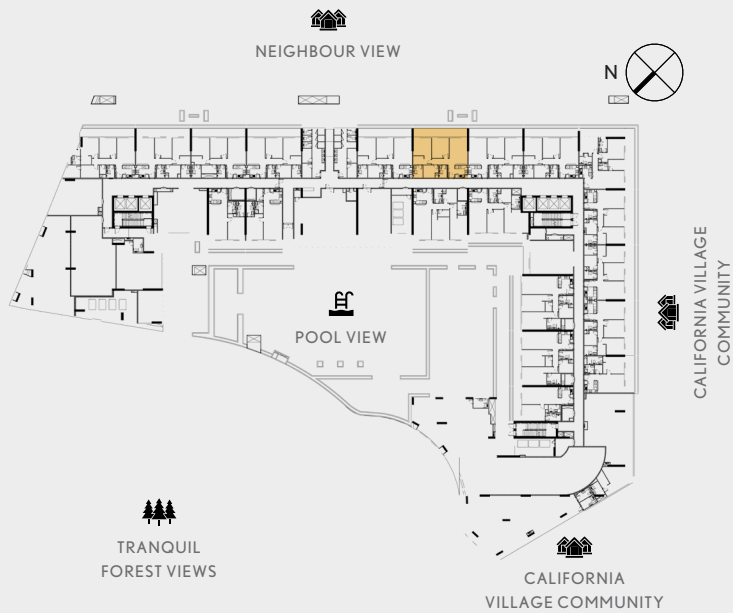 NEIGHBOUR VIEW
N
CALIFORNIA VILLAGE
COMMUNITY
POOL VIEW
TRANQUIL
FOREST VIEWS
CALIFORNIA
VILLAGE COMMUNITY